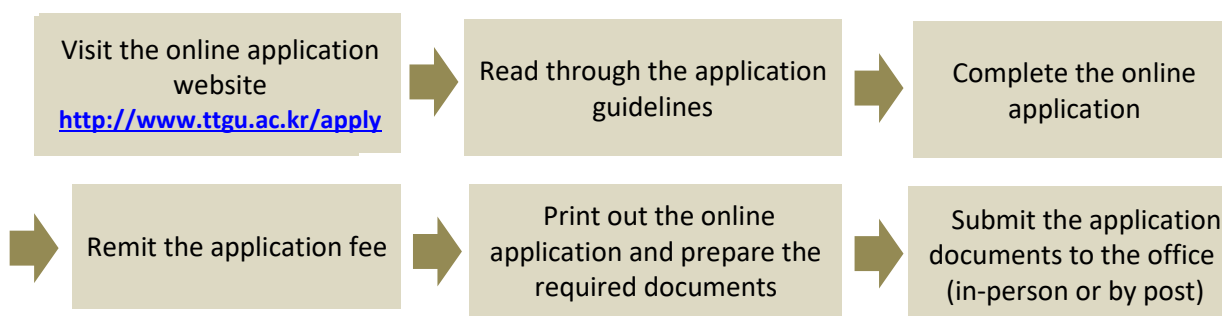 Visit the online application
website
http://www.ttgu.ac.kr/apply
Read through the application
guidelines
Complete the online
application
Remit the application fee
Print out the online
application and prepare the
required documents
Submit the application
documents to the office
(in-person or by post)